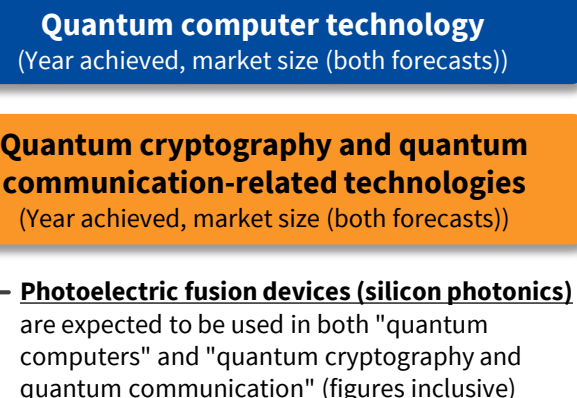 Quantum computer technology
(Year achieved, market size (both forecasts))
Quantum cryptography and quantum
communication-related technologies
(Year achieved, market size (both forecasts))
– Photoelectric fusion devices (silicon photonics)
are expected to be used in both "quantum
computers" and "quantum cryptography and
quantum communication" (figures inclusive)